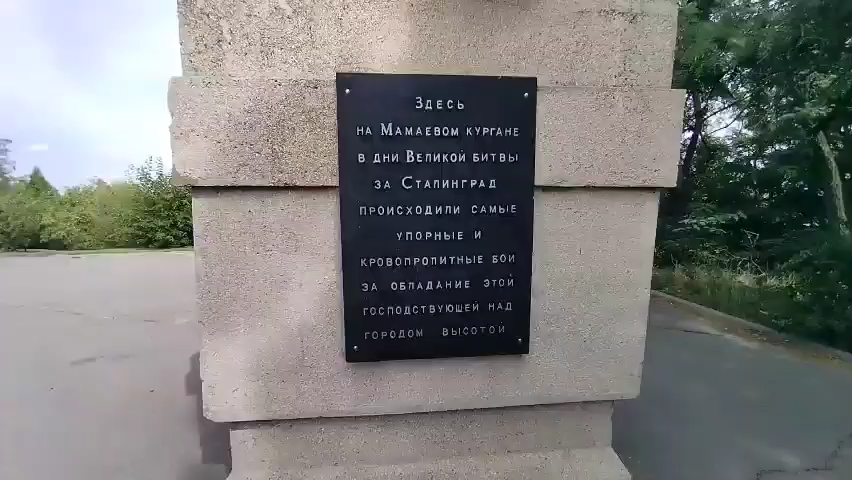 Здесь
на Мамаевом кургане
в дни Великой битвы
за Сталинград
происходили самые
упорные и
кровопролитные бои
за обладание этой
господствующей над
городом высотой